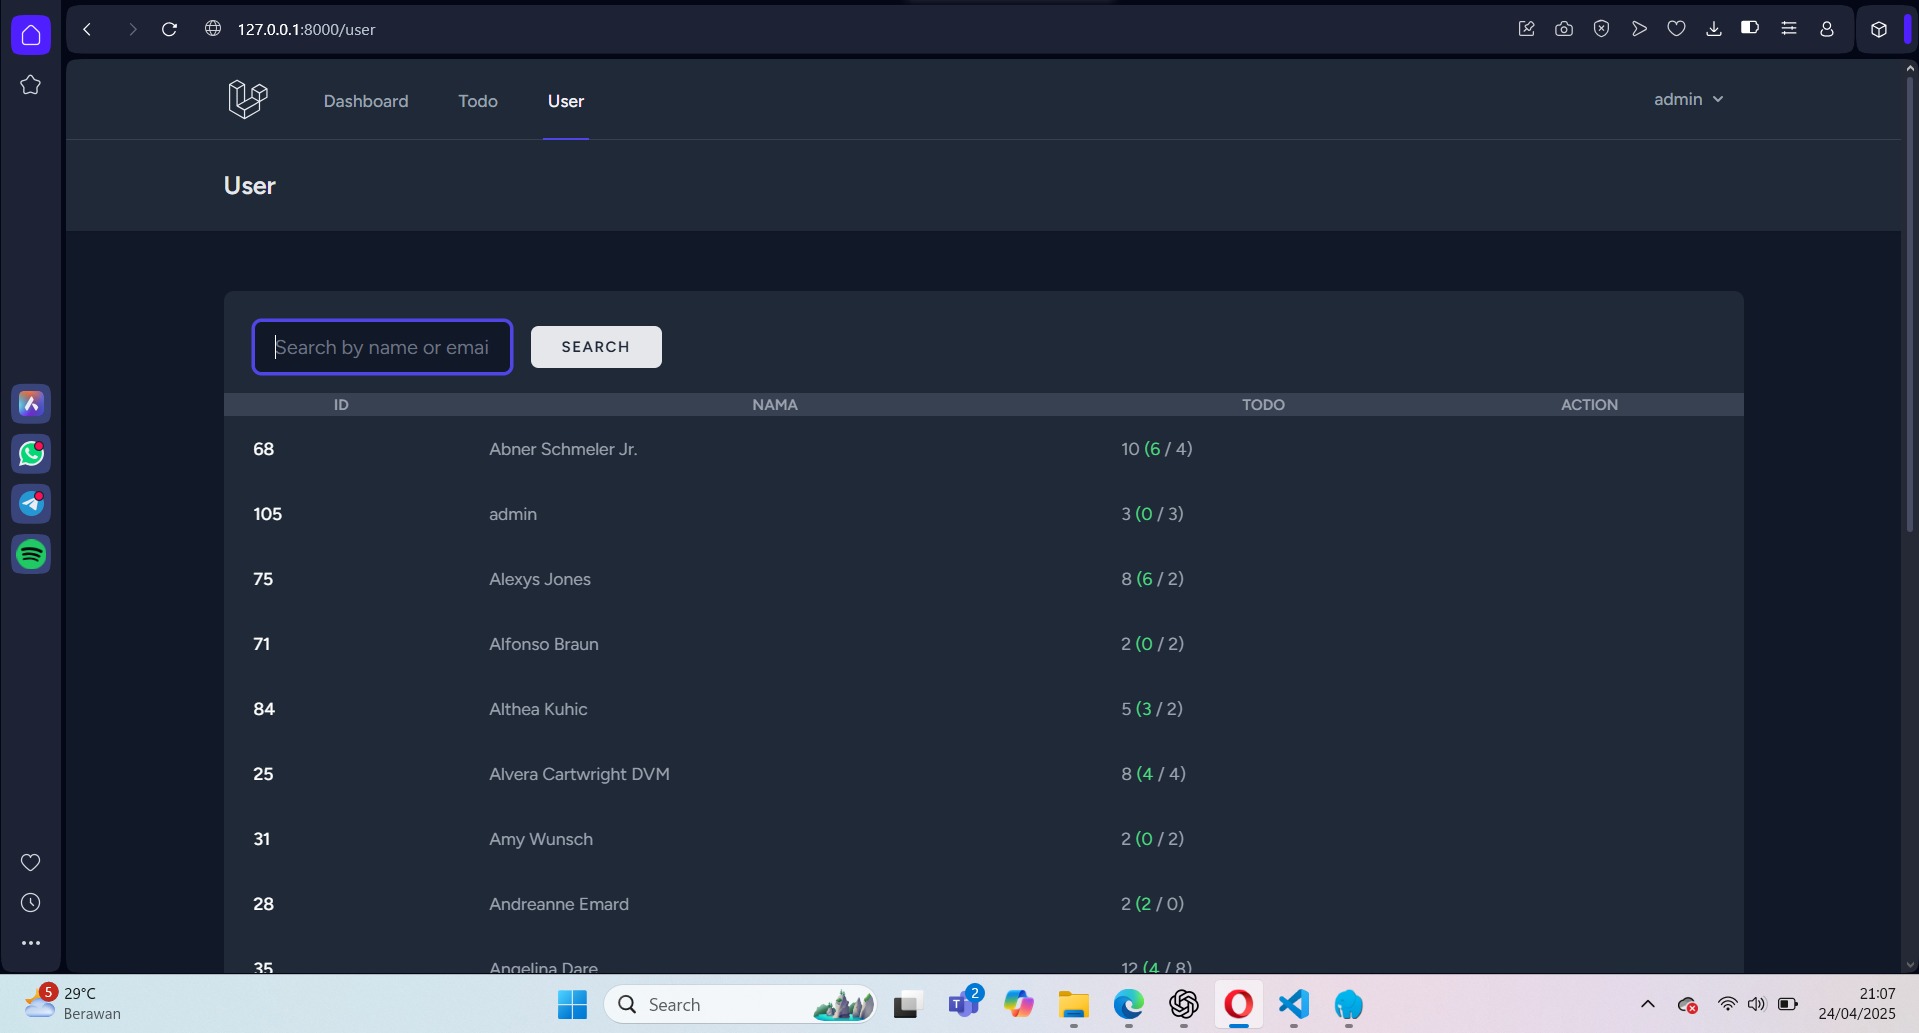 127.0.0.1:8000/user
Dashboard
Todo
User
admin
User
Search by name or emai
SEARCH
ID NAMA TODO ACTION
68 Abner Schmeler Jr. 10 (6 / 4)
105 admin 3 (0 / 3)
75 Alexys Jones 8 (6 / 2)
71 Alfonso Braun 2 (0 / 2)
84 Althea Kuhic 5 (3 / 2)
25 Alvera Cartwright DVM 8 (4 / 4)
31 Amy Wunsch 2 (0 / 2)
28 Andreanne Emard 2 (2 / 0)
35 Angelina Dare 12 (4 / 8)
5
29°C
Berawan
Search
T
2
21:07
24/04/2025